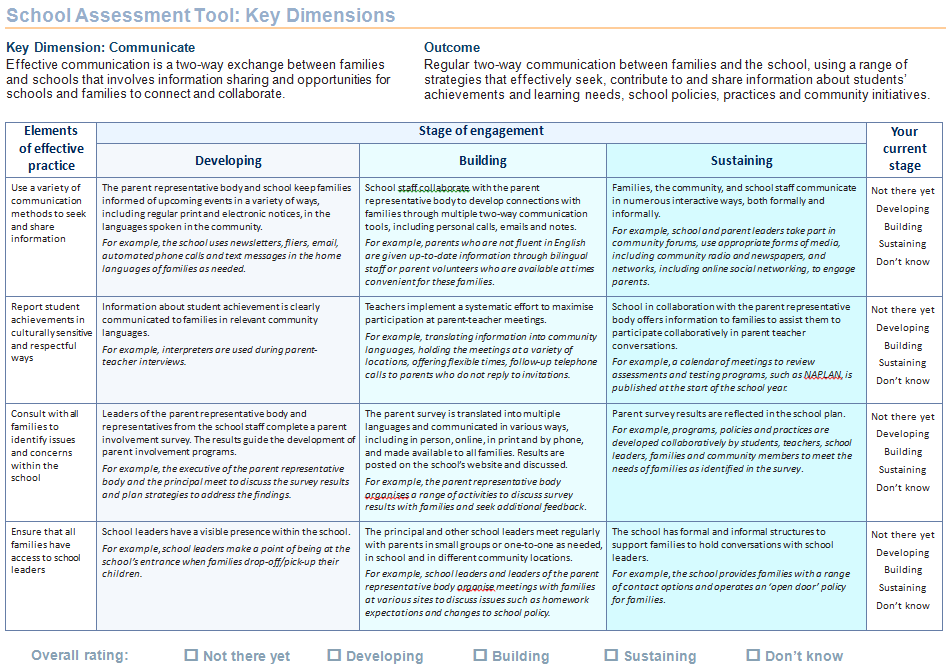 School Assessment Tool: Key Dimensions
Key Dimension: Communicate
Effective communication is a two-way exchange between families
and schools that involves information sharing and opportunities for
schools and families to connect and collaborate.
Outcome
Regular two-way communication between families and the school, using a range of
strategies that effectively seek, contribute to and share information about students'
achievements and learning needs, school policies, practices and community initiatives.
Elements
of effective
practice
Stage of engagement
Developing
Building
Sustaining
Your
current
stage
Use a variety of
communication
methods to seek
and share
information
The parent representative body and school keep families
informed of upcoming events in a variety of ways,
including regular print and electronic notices, in the
languages spoken in the community.
For example, the school uses newsletters, fliers, email,
automated phone calls and text messages in the home
languages of families as needed.
School staff collaborate with the parent
representative body to develop connections with
families through multiple two-way communication
tools, including personal calls, emails and notes.
For example, parents who are not fluent in English
are given up-to-date information through bilingual
staff or parent volunteers who are available at times
convenient for these families.
Families, the community, and school staff communicate
in numerous interactive ways, both formally and
informally.
For example, school and parent leaders take part in
community forums, use appropriate forms of media,
including community radio and newspapers, and
networks, including online social networking, to engage
parents.
Not there yet
Developing
Building
Sustaining
Don't know
Report student
achievements in
culturally sensitive
and respectful
ways
Information about student achievement is clearly
communicated to families in relevant community
languages.
For example, interpreters are used during parent-
teacher interviews.
Teachers implement a systematic effort to maximise
participation at parent-teacher meetings.
For example, translating information into community
languages, holding the meetings at a variety of
locations, offering flexible times, follow-up telephone
calls to parents who do not reply to invitations.
School in collaboration with the parent representative
body offers information to families to assist them to
participate collaboratively in parent teacher
conversations.
For example, a calendar of meetings to review
assessments and testing programs, such as NAPLAN, is
published at the start of the school year.
Not there yet
Developing
Building
Sustaining
Don't know
Consult with all
families to
identify issues
and concerns
within the
school
Leaders of the parent representative body and
representatives from the school staff complete a parent
involvement survey. The results guide the development of
parent involvement programs.
For example, the executive of the parent representative
body and the principal meet to discuss the survey results
and plan strategies to address the findings.
The parent survey is translated into multiple
languages and communicated in various ways,
including in person, online, in print and by phone,
and made available to all families. Results are
posted on the school's website and discussed.
For example, the parent representative body
organises a range of activities to discuss survey
results with families and seek additional feedback.
Parent survey results are reflected in the school plan.
For example, programs, policies and practices are
developed collaboratively by students, teachers, school
leaders, families and community members to meet the
needs of families as identified in the survey.
Not there yet
Developing
Building
Sustaining
Don't know
Ensure that all
families have
access to school
leaders
School leaders have a visible presence within the school.
For example, school leaders make a point of being at the
school's entrance when families drop-off/pick-up their
children.
The principal and other school leaders meet regularly
with parents in small groups or one-to-one as needed,
in school and in different community locations.
For example, school leaders and leaders of the parent
representative body organise meetings with families
at various sites to discuss issues such as homework
expectations and changes to school policy.
The school has formal and informal structures to
support families to hold conversations with school
leaders.
For example, the school provides families with a range
of contact options and operates an 'open door' policy
for families.
Not there yet
Developing
Building
Sustaining
Don't know
Overall rating: ☐ Not there yet ☐ Developing ☐ Building ☐ Sustaining ☐ Don't know